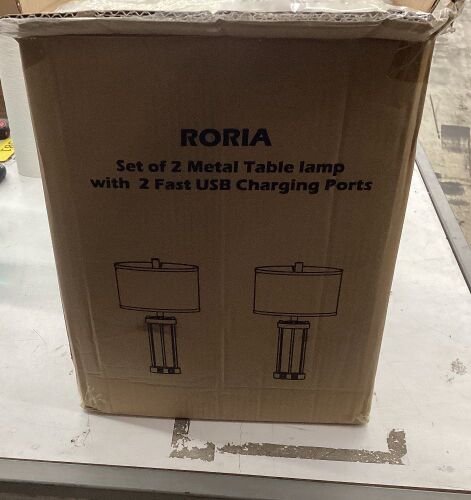 RORIA
Set of 2 Metal Table lamp
with 2 Fast USB Charging Ports